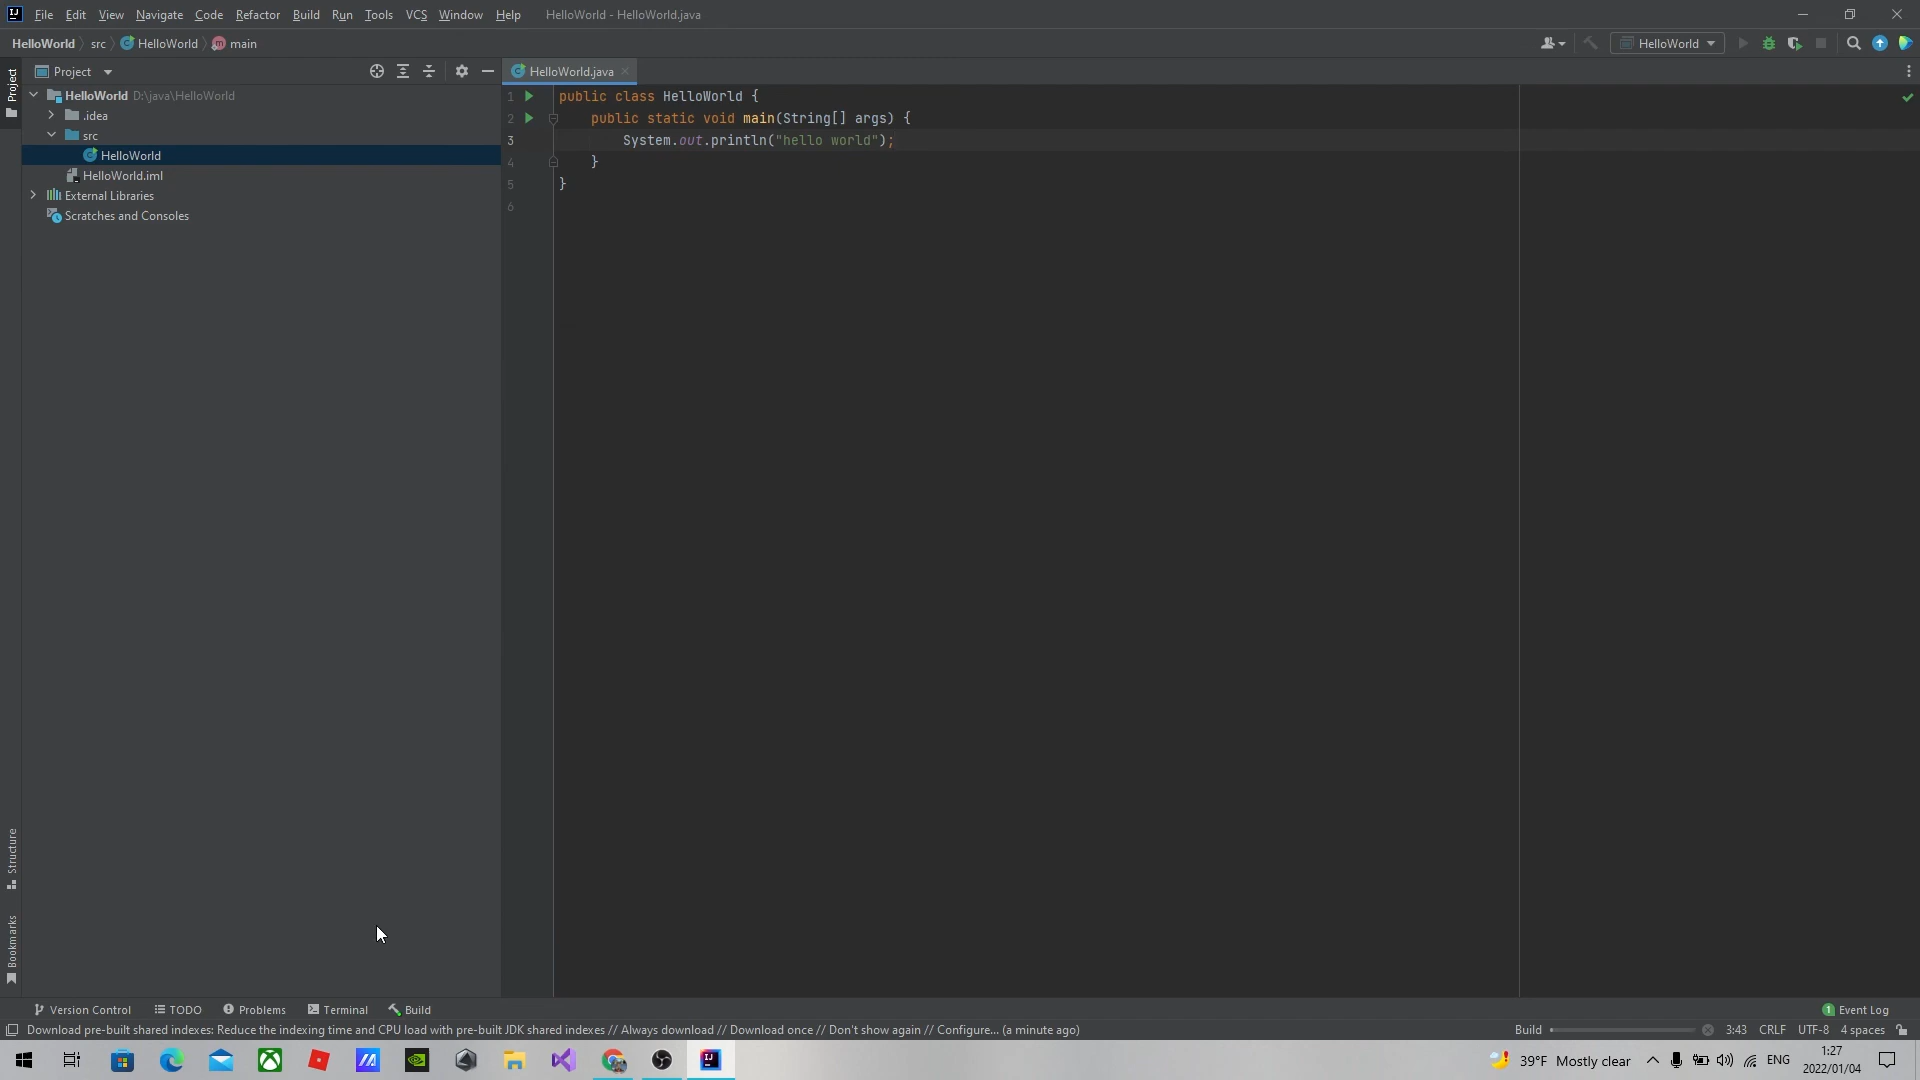 File Edit View Navigate Code Refactor Build Run Tools VCS Window Help HelloWorld - HelloWorld.java
HelloWorld src HelloWorld main HelloWorld
Project
Project
HelloWorld D:\java\HelloWorld
.idea
src
HelloWorld
HelloWorld.iml
External Libraries
Scratches and Consoles
HelloWorld.java
1 public class HelloWorld {
2 public static void main(String[] args) {
3 System.out.println("hello world");
4 }
5 }
6
Structure
Bookmarks
Version Control TODO Problems Terminal Build 1 Event Log
Download pre-built shared indexes: Reduce the indexing time and CPU load with pre-built JDK shared indexes // Always download // Download once // Don't show again // Configure... (a minute ago) Build 3:43 CRLF UTF-8 4 spaces
39°F Mostly clear ENG 1:27
2022/01/04